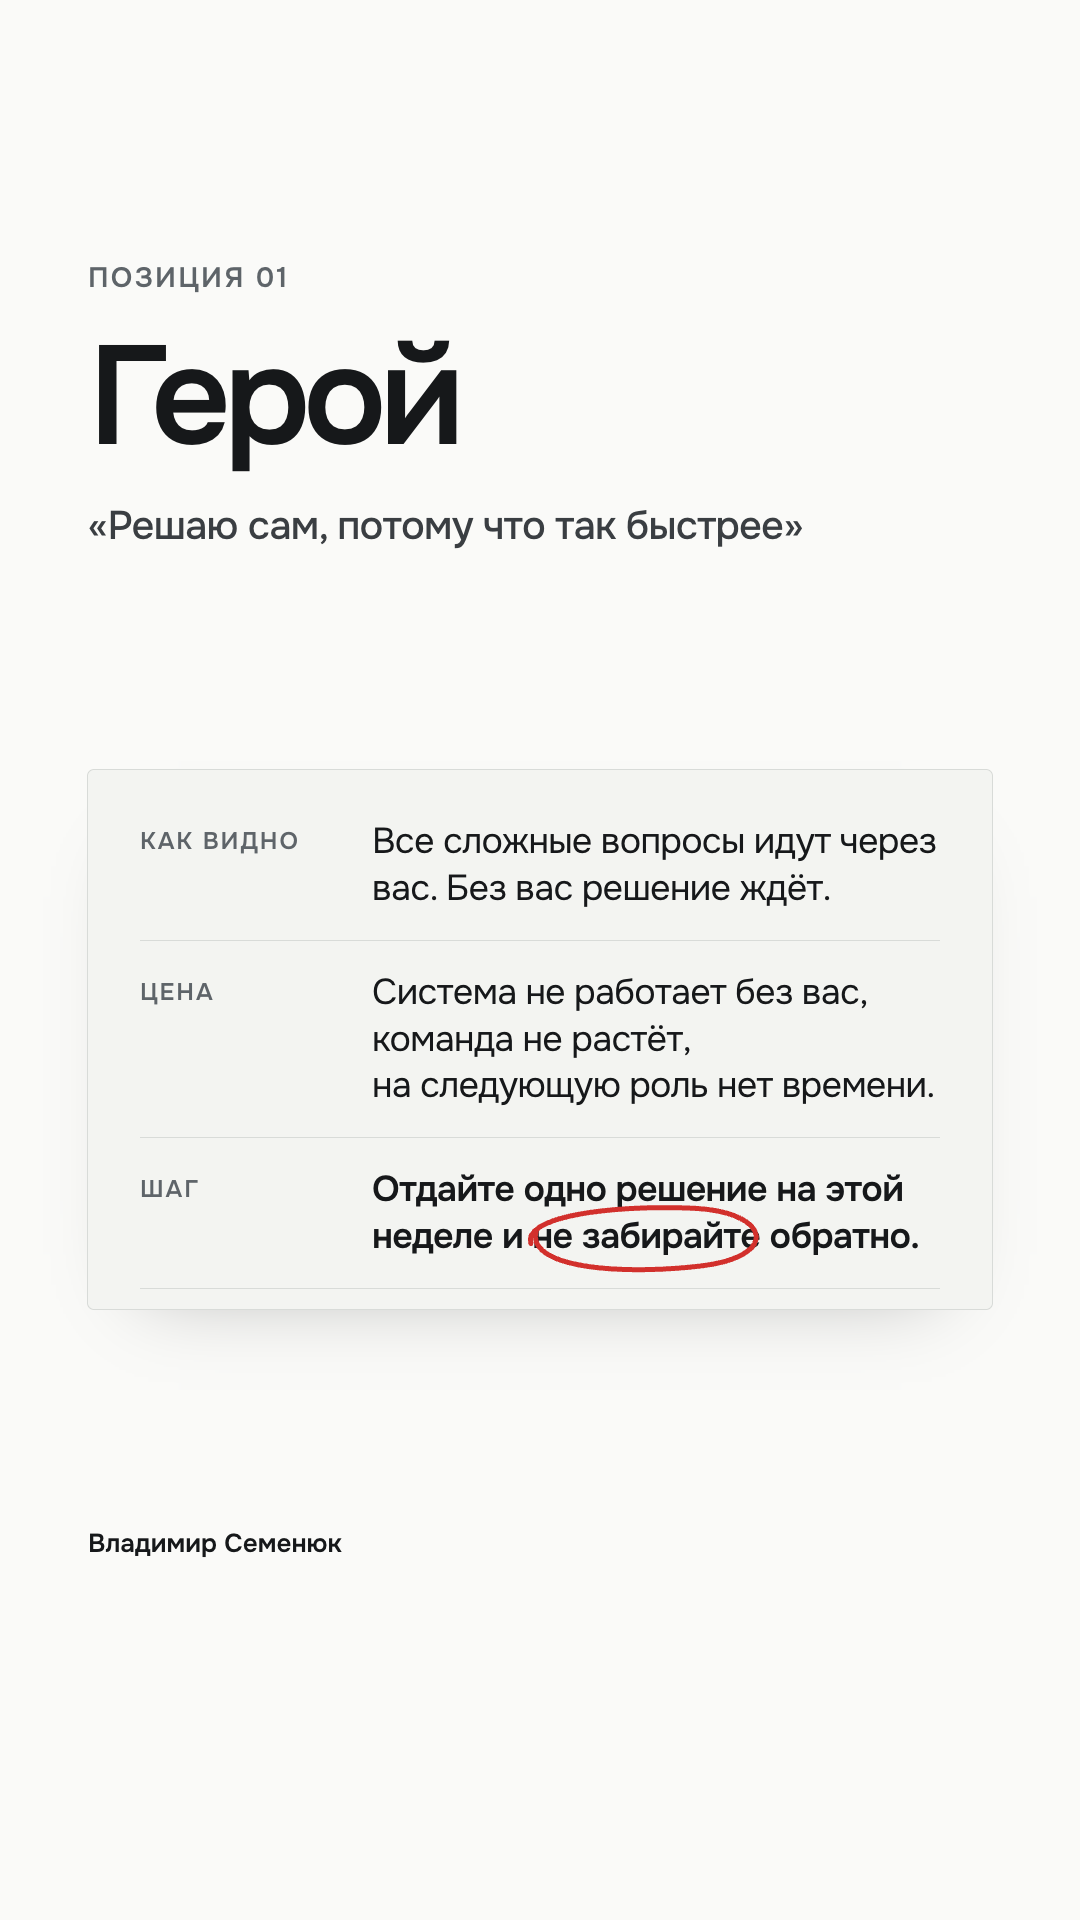 ПОЗИЦИЯ 01
Герой
«Решаю сам, потому что так быстрее»
КАК ВИДНО
Все сложные вопросы идут через
вас. Без вас решение ждёт.
ЦЕНА
Система не работает без вас,
команда не растёт,
на следующую роль нет времени.
ШАГ
Отдайте одно решение на этой
неделе и не забирайте обратно.
Владимир Семенюк